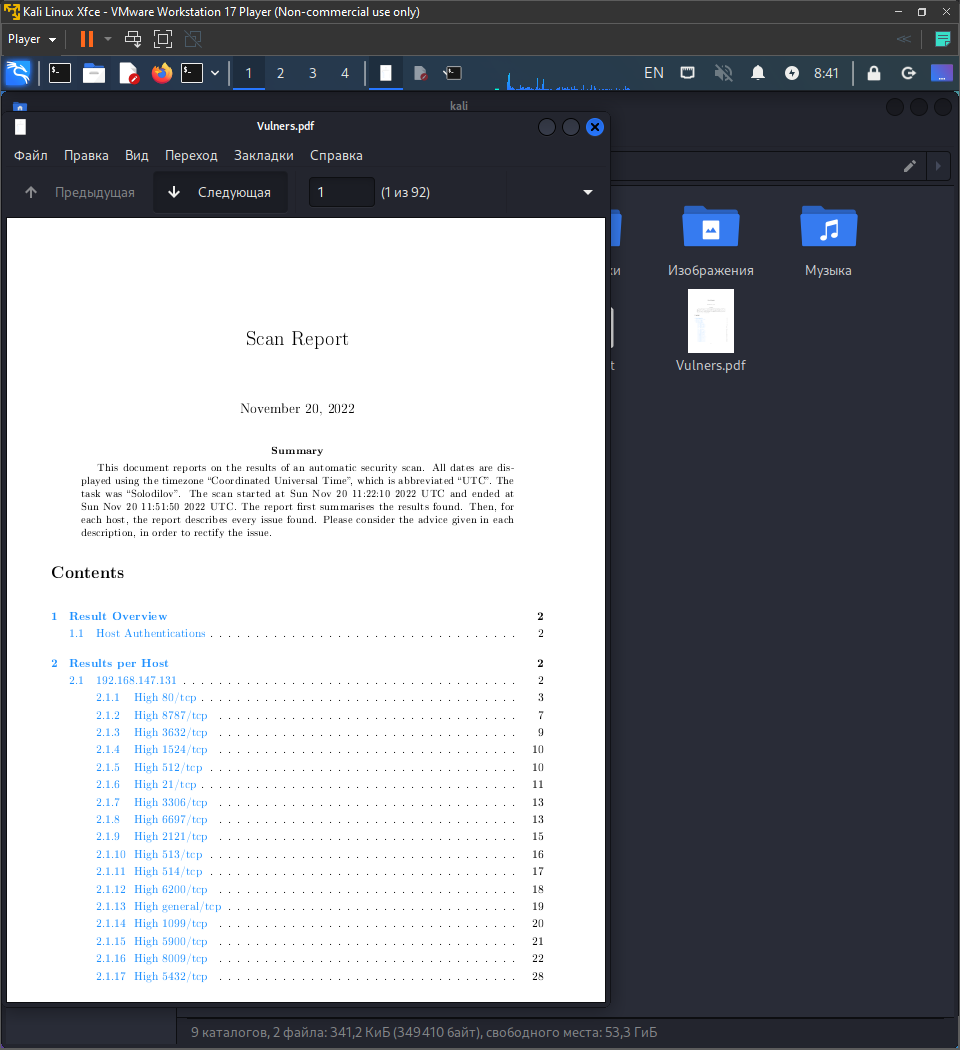 Kali Linux Xfce - VMware Workstation 17 Player (Non-commercial use only)
Player
1 2 3 4 EN 8:41
kali
Vulners.pdf
Файл Правка Вид Переход Закладки Справка
Предыдущая Следующая 1 (1 из 92)
ки Изображения Музыка
t Vulners.pdf
Scan Report
November 20, 2022
Summary
This document reports on the results of an automatic security scan. All dates are dis-
played using the timezone “Coordinated Universal Time”, which is abbreviated “UTC”. The
task was “Solodilov”. The scan started at Sun Nov 20 11:22:10 2022 UTC and ended at
Sun Nov 20 11:51:50 2022 UTC. The report first summarises the results found. Then, for
each host, the report describes every issue found. Please consider the advice given in each
description, in order to rectify the issue.
Contents
1 Result Overview 2
1.1 Host Authentications 2
2 Results per Host 2
2.1 192.168.147.131 2
2.1.1 High 80/tcp 3
2.1.2 High 8787/tcp 7
2.1.3 High 3632/tcp 9
2.1.4 High 1524/tcp 10
2.1.5 High 512/tcp 10
2.1.6 High 21/tcp 11
2.1.7 High 3306/tcp 13
2.1.8 High 6697/tcp 13
2.1.9 High 2121/tcp 15
2.1.10 High 513/tcp 16
2.1.11 High 514/tcp 17
2.1.12 High 6200/tcp 18
2.1.13 High general/tcp 19
2.1.14 High 1099/tcp 20
2.1.15 High 5900/tcp 21
2.1.16 High 8009/tcp 22
2.1.17 High 5432/tcp 28
9 каталогов, 2 файла: 341,2 КиБ (349 410 байт), свободного места: 53,3 ГиБ